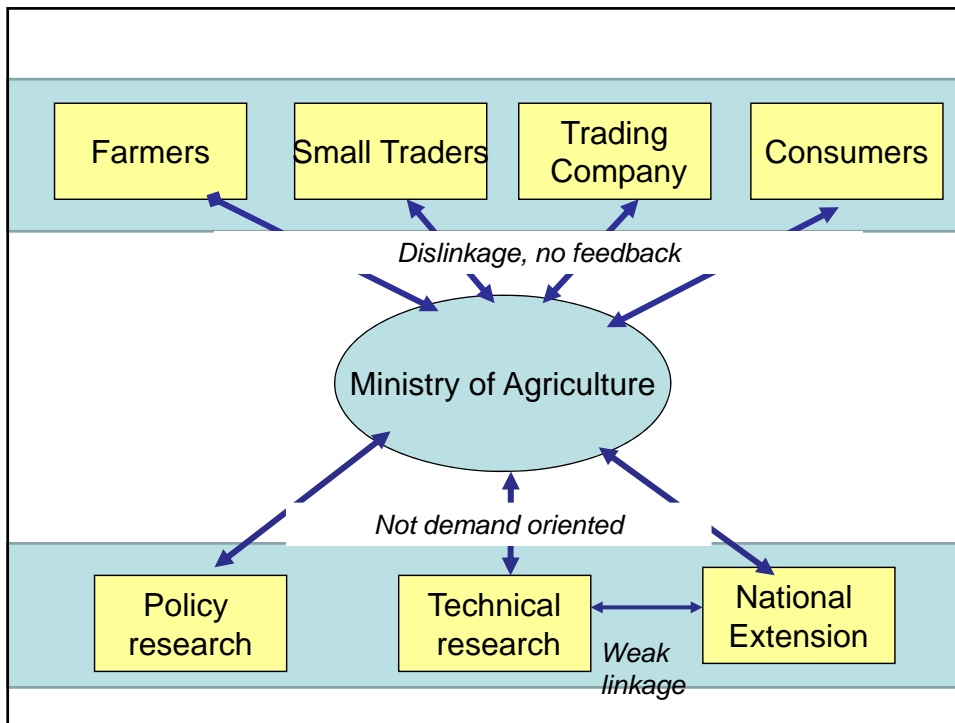 Farmers
Small Traders
Trading
Company
Consumers
Dislinkage, no feedback
Ministry of Agriculture
Not demand oriented
Policy
research
Technical
research
National
Extension
Weak
linkage